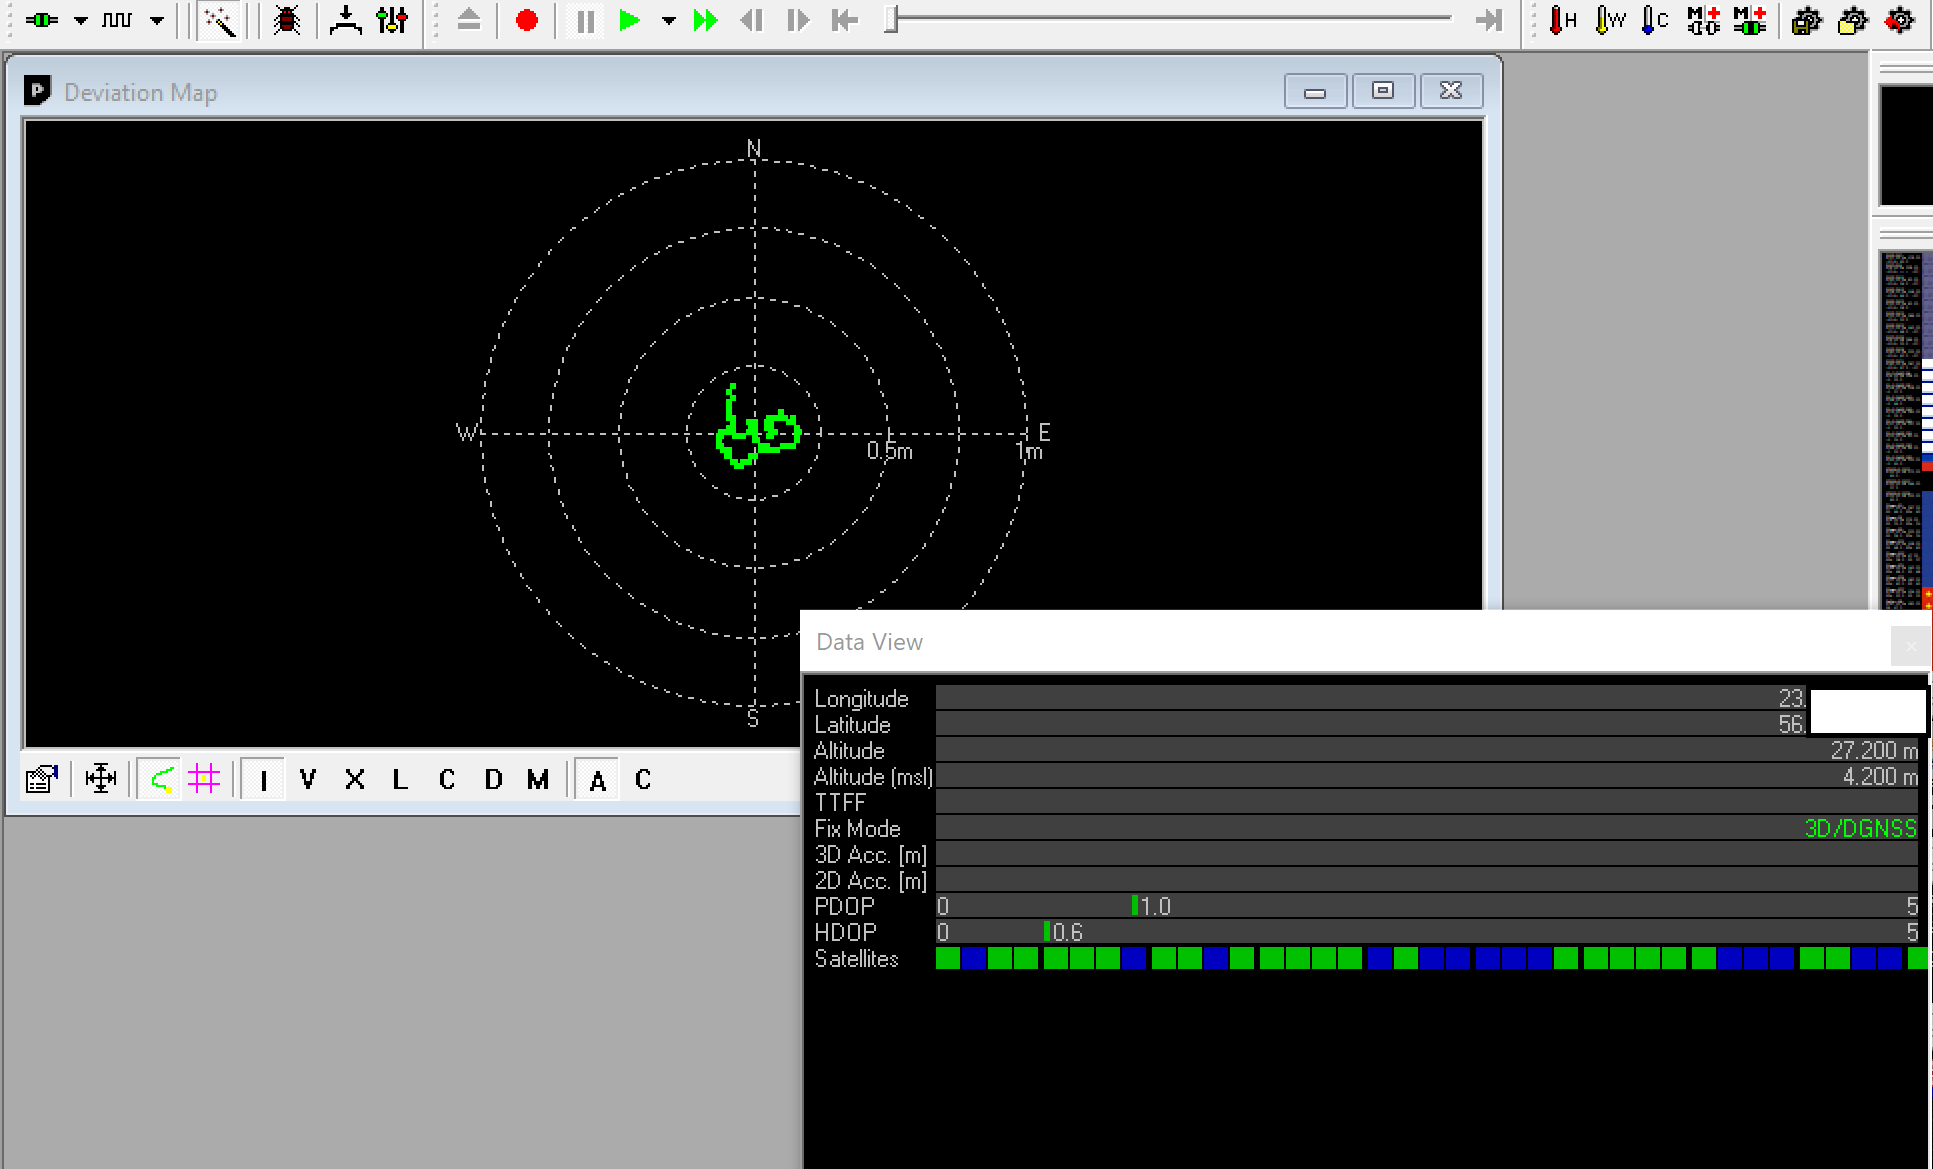 H W C M M
P Deviation Map
N
W E
0.5m 1m
S
I V X L C D M A C
Data View
Longitude 23.
Latitude 56.
Altitude 27.200 m
Altitude (msl) 4.200 m
TTFF
Fix Mode 3D/DGNSS
3D Acc. [m]
2D Acc. [m]
PDOP 0 1.0 5
HDOP 0 0.6 5
Satellites